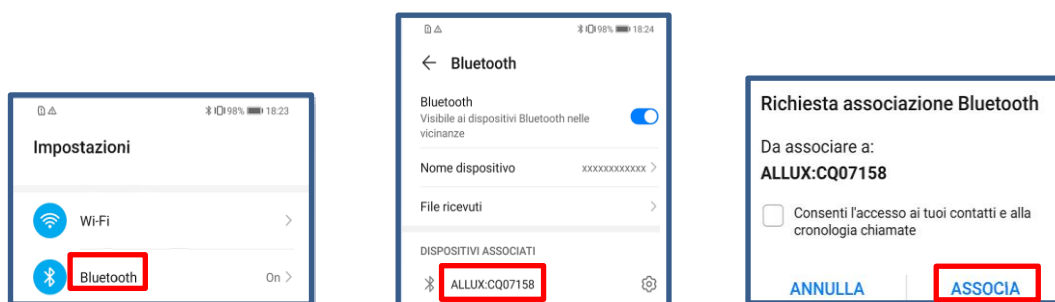 98% 18:23
Impostazioni
Wi-Fi
Bluetooth
On
98% 18:24
Bluetooth
Bluetooth
Visibile ai dispositivi Bluetooth nelle
vicinanze
Nome dispositivo xxxxxxxxxxxx
File ricevuti
DISPOSITIVI ASSOCIATI
ALLUX:CQ07158
Richiesta associazione Bluetooth
Da associare a:
ALLUX:CQ07158
Consenti l'accesso ai tuoi contatti e alla
cronologia chiamate
ANNULLA ASSOCIA